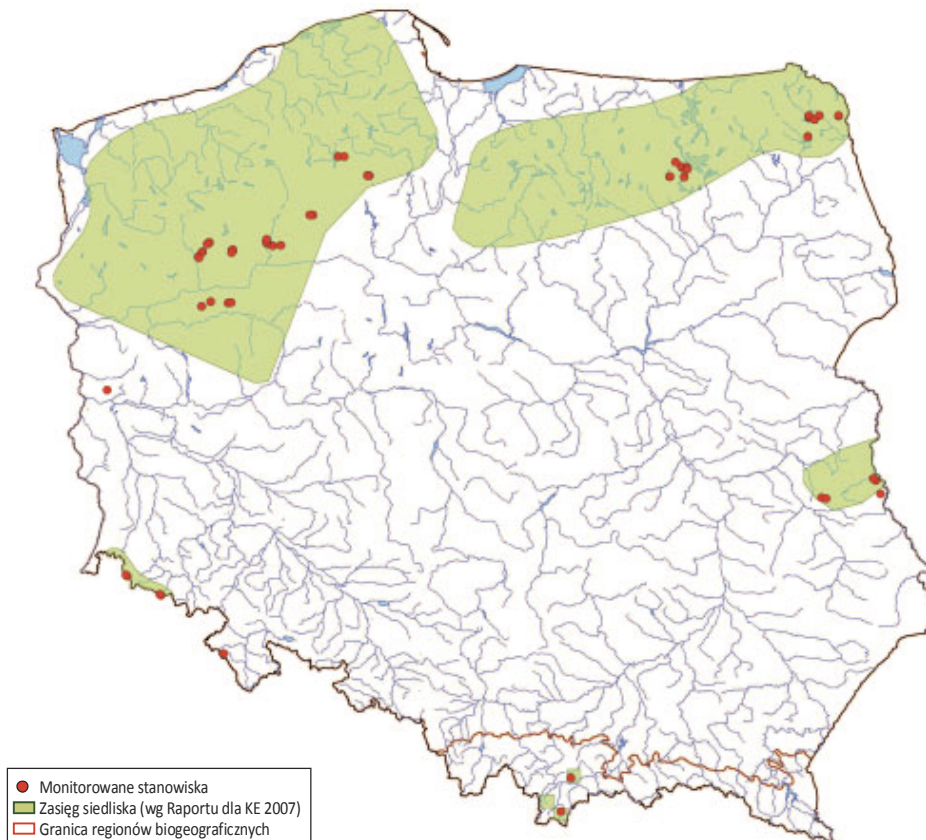 Monitorowane stanowiska
Zasięg siedliska (wg Raportu dla KE 2007)
Granica regionów biogeograficznych